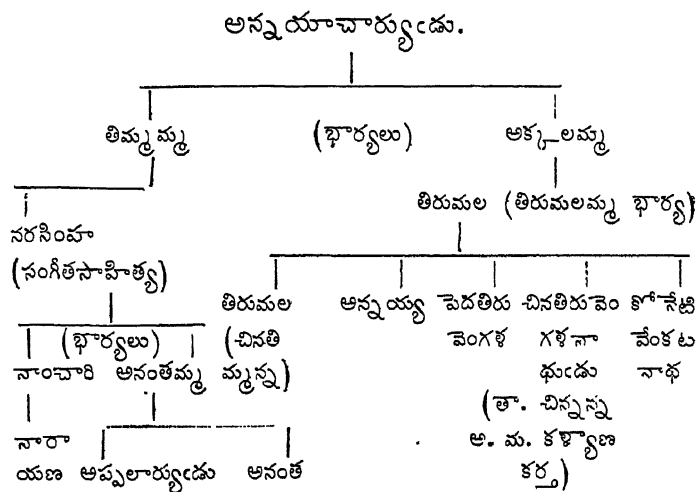 అన్నయాచార్యుఁడు.
తిమ్మమ్మ (భార్యలు) అక్కలమ్మ
తిరుమల (తిరుమలమ్మ భార్య)
నరసింహ
(సంగీతసాహిత్య)
తిరుమల అన్నయ్య పెదతిరు చినతిరువెం కోనేటి
(భార్యలు) (చినతి వెంగళ గళనా వేంకట
నాంచారి అనంతమ్మ మ్మన్న) థుఁడు నాథ
(తా. చిన్నన్న
నారా అ. మ. కళ్యాణ
యణ అప్పలార్యుఁడు అనంత కర్త)